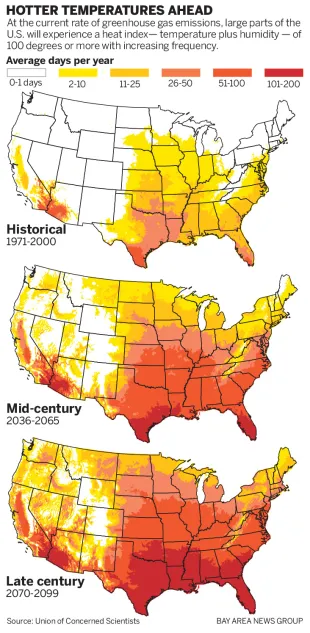 HOTTER TEMPERATURES AHEAD
At the current rate of greenhouse gas emissions, large parts of the
U.S. will experience a heat index— temperature plus humidity — of
100 degrees or more with increasing frequency.
Average days per year
0-1 days 2-10 11-25 26-50 51-100 101-200
Historical
1971-2000
Mid-century
2036-2065
Late century
2070-2099
Source: Union of Concerned Scientists BAY AREA NEWS GROUP